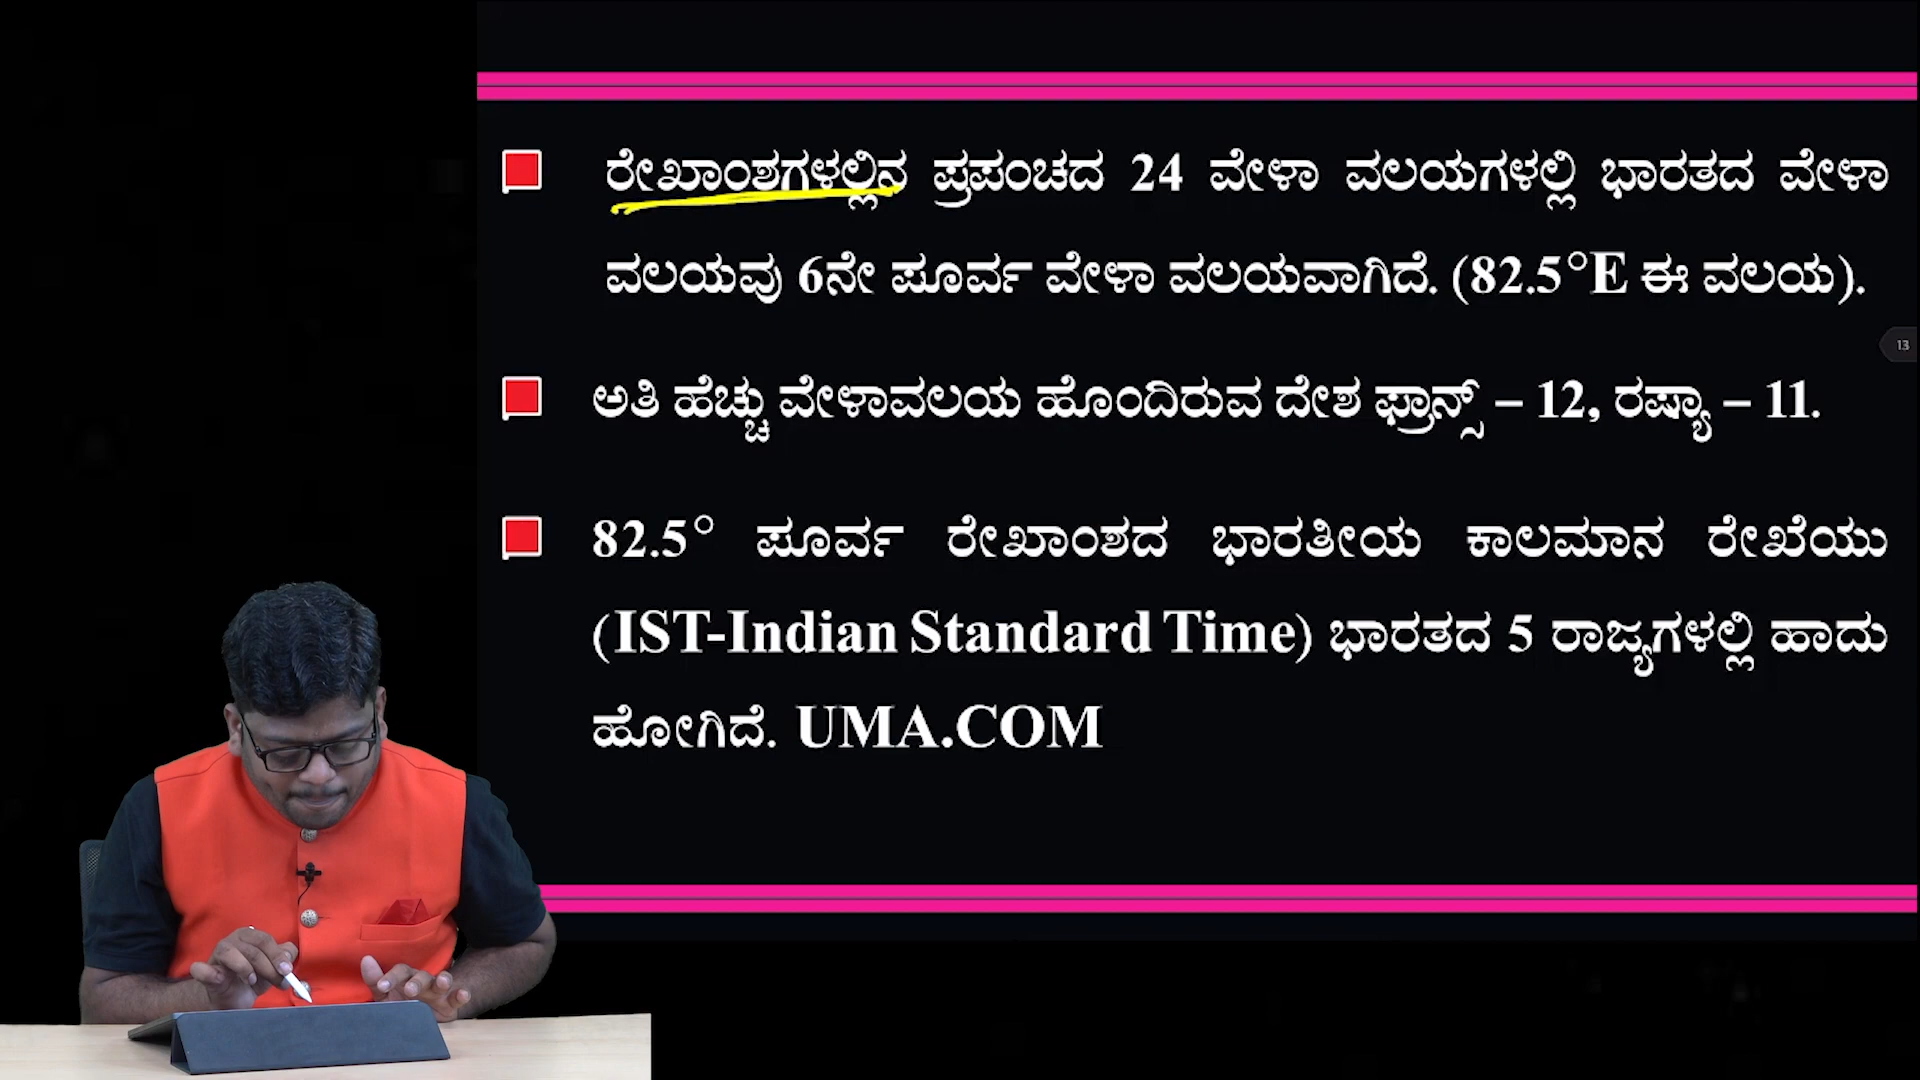 ರೇಖಾಂಶಗಳಲ್ಲಿನ ಪ್ರಪಂಚದ 24 ವೇಳಾ ವಲಯಗಳಲ್ಲಿ ಭಾರತದ ವೇಳಾ
ವಲಯವು 6ನೇ ಪೂರ್ವ ವೇಳಾ ವಲಯವಾಗಿದೆ. (82.5°E ಈ ವಲಯ).
13
ಅತಿ ಹೆಚ್ಚು ವೇಳಾವಲಯ ಹೊಂದಿರುವ ದೇಶ ಫ್ರಾನ್ಸ್ – 12, ರಷ್ಯಾ – 11.
82.5° ಪೂರ್ವ ರೇಖಾಂಶದ ಭಾರತೀಯ ಕಾಲಮಾನ ರೇಖೆಯು
(IST-Indian Standard Time) ಭಾರತದ 5 ರಾಜ್ಯಗಳಲ್ಲಿ ಹಾದು
ಹೋಗಿದೆ. UMA.COM